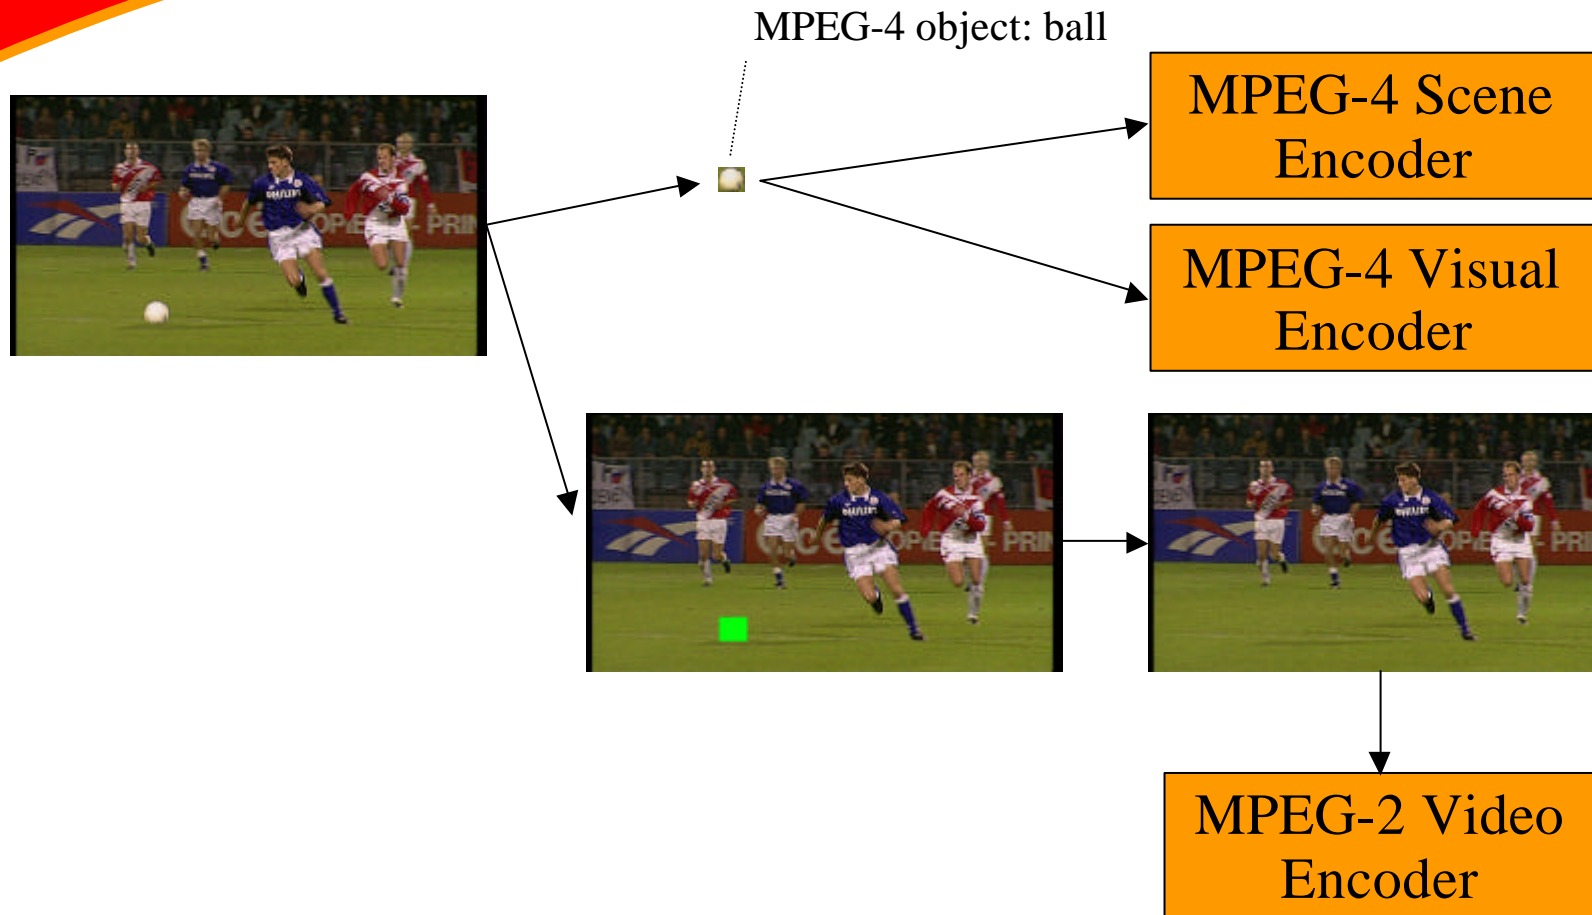 MPEG-4 object: ball
MPEG-4 Scene
Encoder
MPEG-4 Visual
Encoder
MPEG-2 Video
Encoder